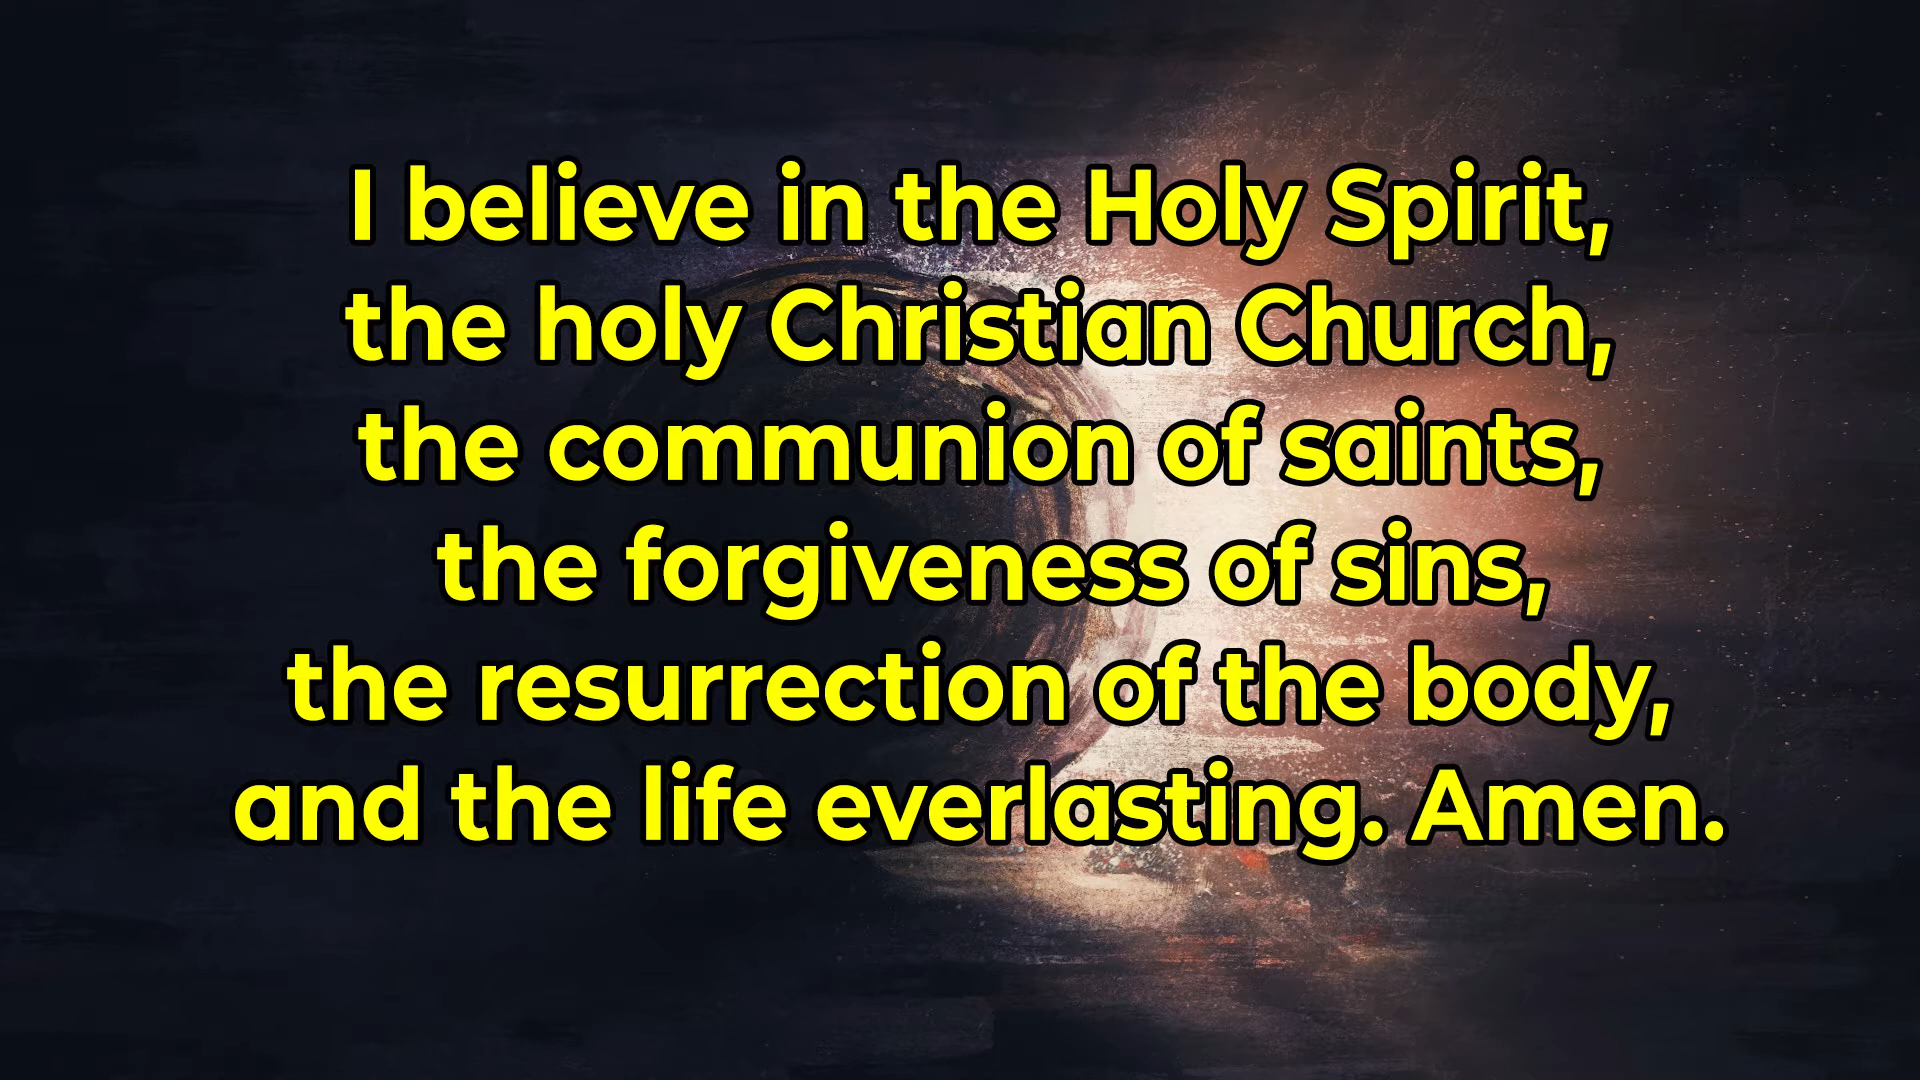 I believe in the Holy Spirit,
the holy Christian Church,
the communion of saints,
the forgiveness of sins,
the resurrection of the body,
and the life everlasting. Amen.